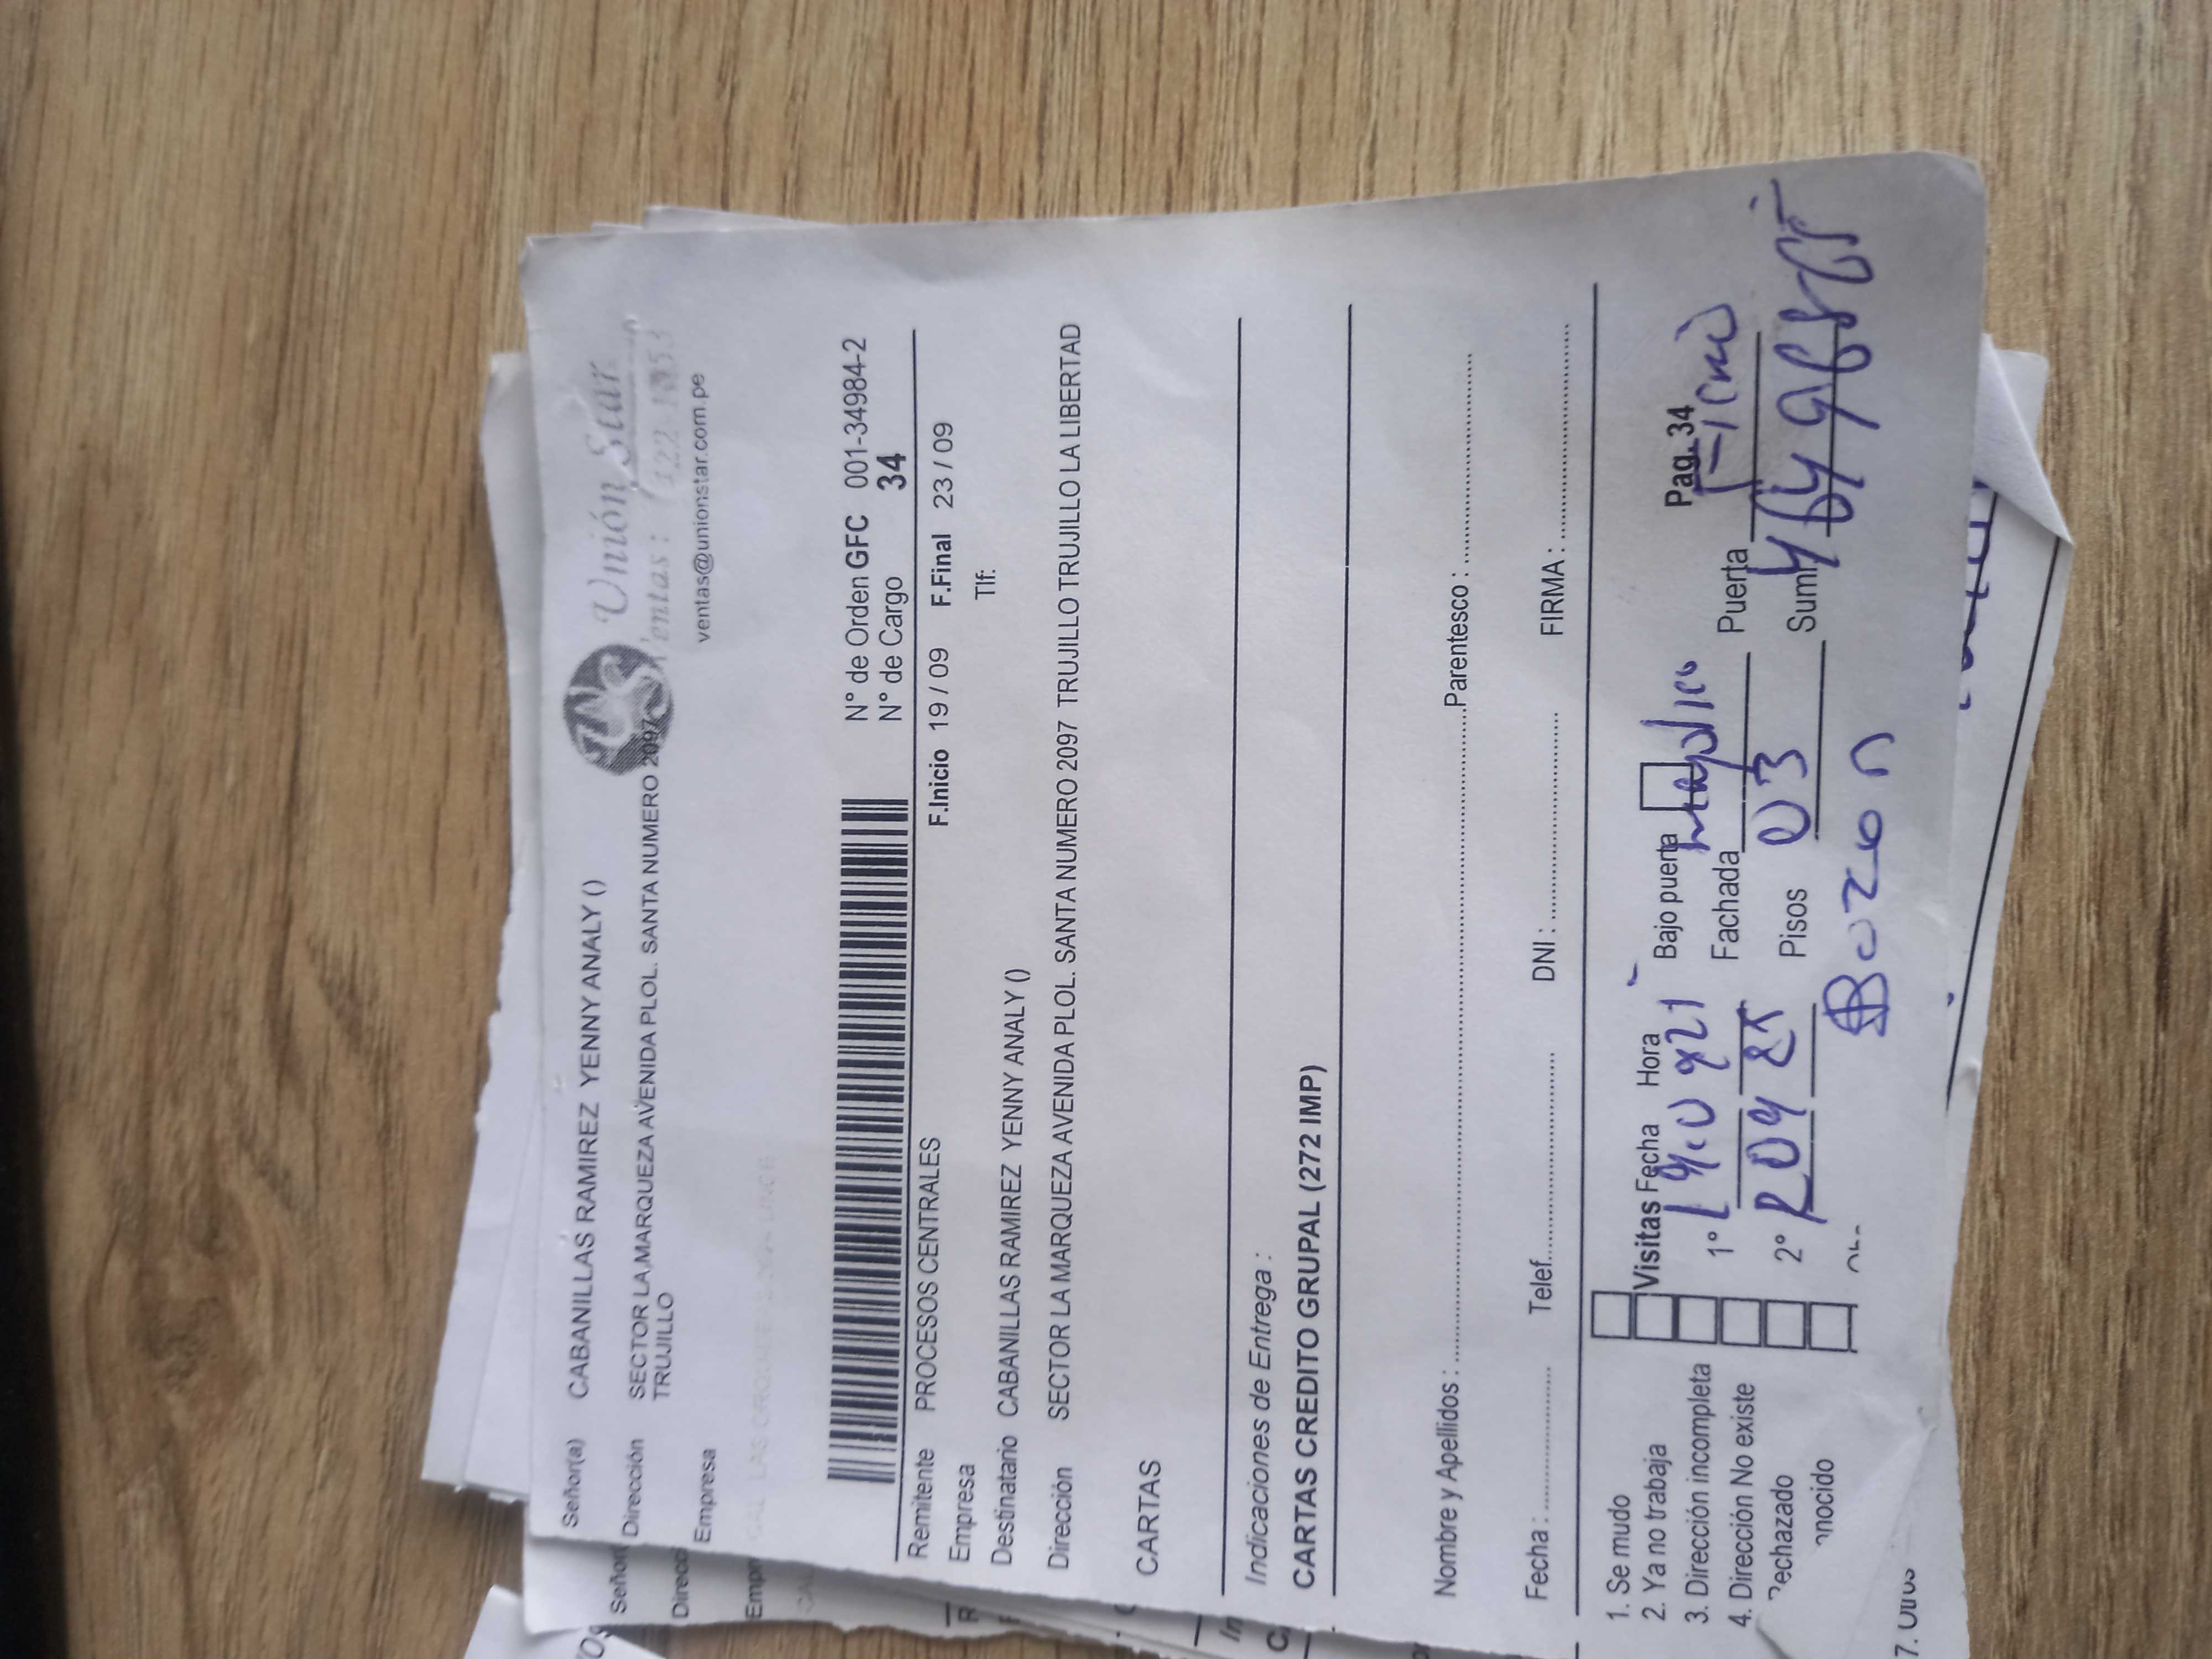 Señor(a) CABANILLAS RAMIREZ YENNY ANALY ()
Unión Star
Dirección SECTOR LA MARQUEZA AVENIDA PLOL. SANTA NUMERO 2097
TRUJILLO
ventas@unionstar.com.pe
Empresa
N° de Orden GFC 001-34984-2
N° de Cargo 34
Remitente PROCESOS CENTRALES
F.Inicio 19 / 09 F.Final 23 / 09
Empresa
Tlf:
Destinatario CABANILLAS RAMIREZ YENNY ANALY ()
Dirección SECTOR LA MARQUEZA AVENIDA PLOL. SANTA NUMERO 2097 TRUJILLO TRUJILLO LA LIBERTAD
CARTAS
Indicaciones de Entrega :
CARTAS CREDITO GRUPAL (272 IMP)
Nombre y Apellidos : Parentesco :
Fecha : Telef. DNI : FIRMA :
1. Se mudo Visitas Fecha Hora Bajo puerta Pag. 34
2. Ya no trabaja
3. Dirección incompleta 1° Fachada Puerta
4. Dirección No existe 2° Pisos 03 Sumi
Rechazado
Buzon
7. Otros